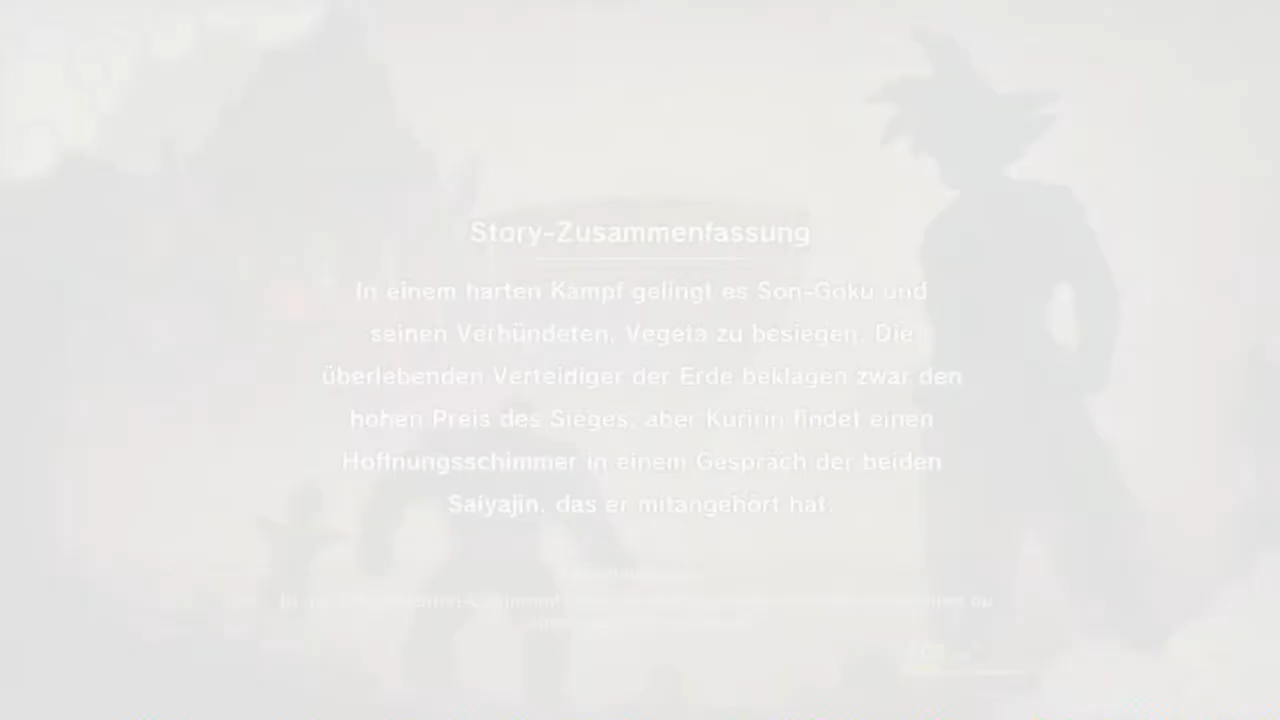 Story-Zusammenfassung
In einem harten Kampf gelingt es Son-Goku und
seinen Verbündeten, Vegeta zu besiegen. Die
überlebenden Verteidiger der Erde beklagen zwar den
hohen Preis des Sieges, aber Kuririn findet einen
Hoffnungsschimmer in einem Gespräch der beiden
Saiyajin, das er mitangehört hat.